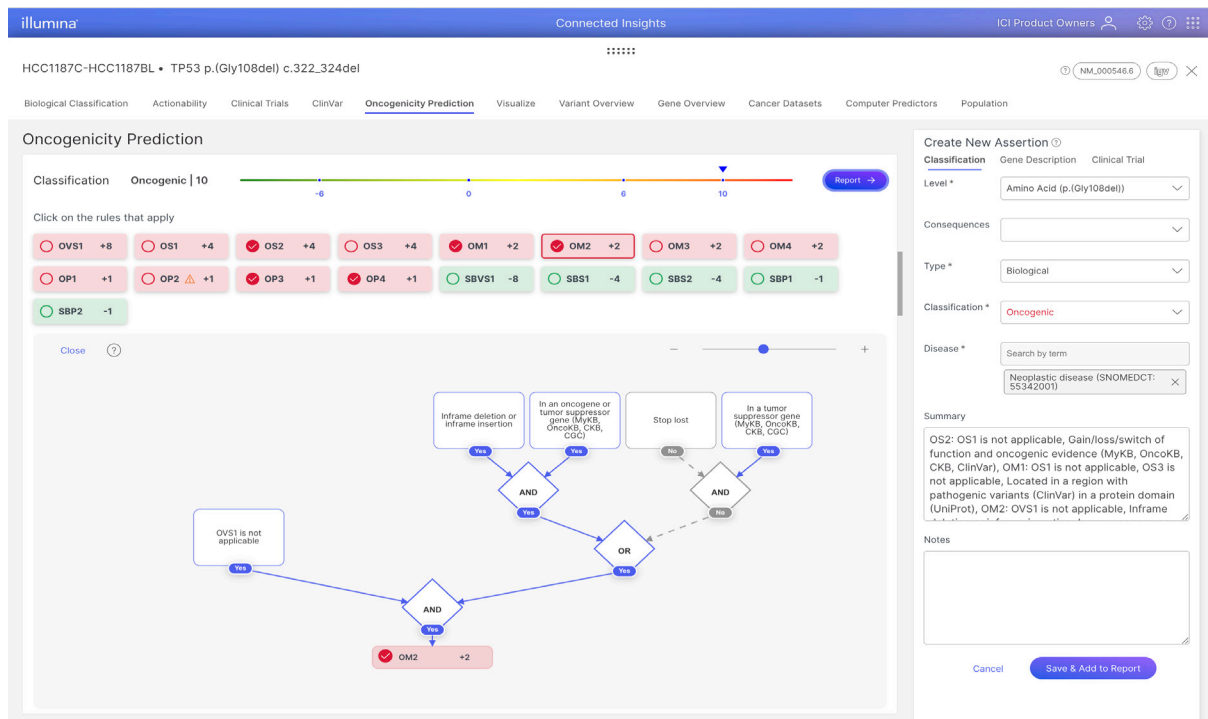 illumina
Connected Insights
ICI Product Owners
HCC1187C-HCC1187BL • TP53 p.(Gly108del) c.322_324del
NM_000546.6
Biological Classification Actionability Clinical Trials ClinVar Oncogenicity Prediction Visualize Variant Overview Gene Overview Cancer Datasets Computer Predictors Population
Oncogenicity Prediction
Classification Oncogenic | 10
-6 0 6 10
Report →
Click on the rules that apply
OVS1 +8 OS1 +4 OS2 +4 OS3 +4 OM1 +2 OM2 +2 OM3 +2 OM4 +2
OP1 +1 OP2 +1 OP3 +1 OP4 +1 SBVS1 -8 SBS1 -4 SBS2 -4 SBP1 -1
SBP2 -1
Close ?
− +
Inframe deletion or
inframe insertion
Yes
In an oncogene or
tumor suppressor
gene (MyKB,
OncoKB, CKB,
CGC)
Yes
Stop lost
No
In a tumor
suppressor gene
(MyKB, OncoKB,
CKB, CGC)
Yes
AND
Yes
AND
No
OVS1 is not
applicable
Yes
OR
Yes
AND
Yes
OM2 +2
Create New Assertion ?
Classification Gene Description Clinical Trial
Level * Amino Acid (p.(Gly108del))
Consequences
Type * Biological
Classification * Oncogenic
Disease * Search by term
Neoplastic disease (SNOMEDCT:
55342001)
Summary
OS2: OS1 is not applicable, Gain/loss/switch of
function and oncogenic evidence (MyKB, OncoKB,
CKB, ClinVar), OM1: OS1 is not applicable, OS3 is
not applicable, Located in a region with
pathogenic variants (ClinVar) in a protein domain
(UniProt), OM2: OVS1 is not applicable, Inframe
Notes
Cancel Save & Add to Report